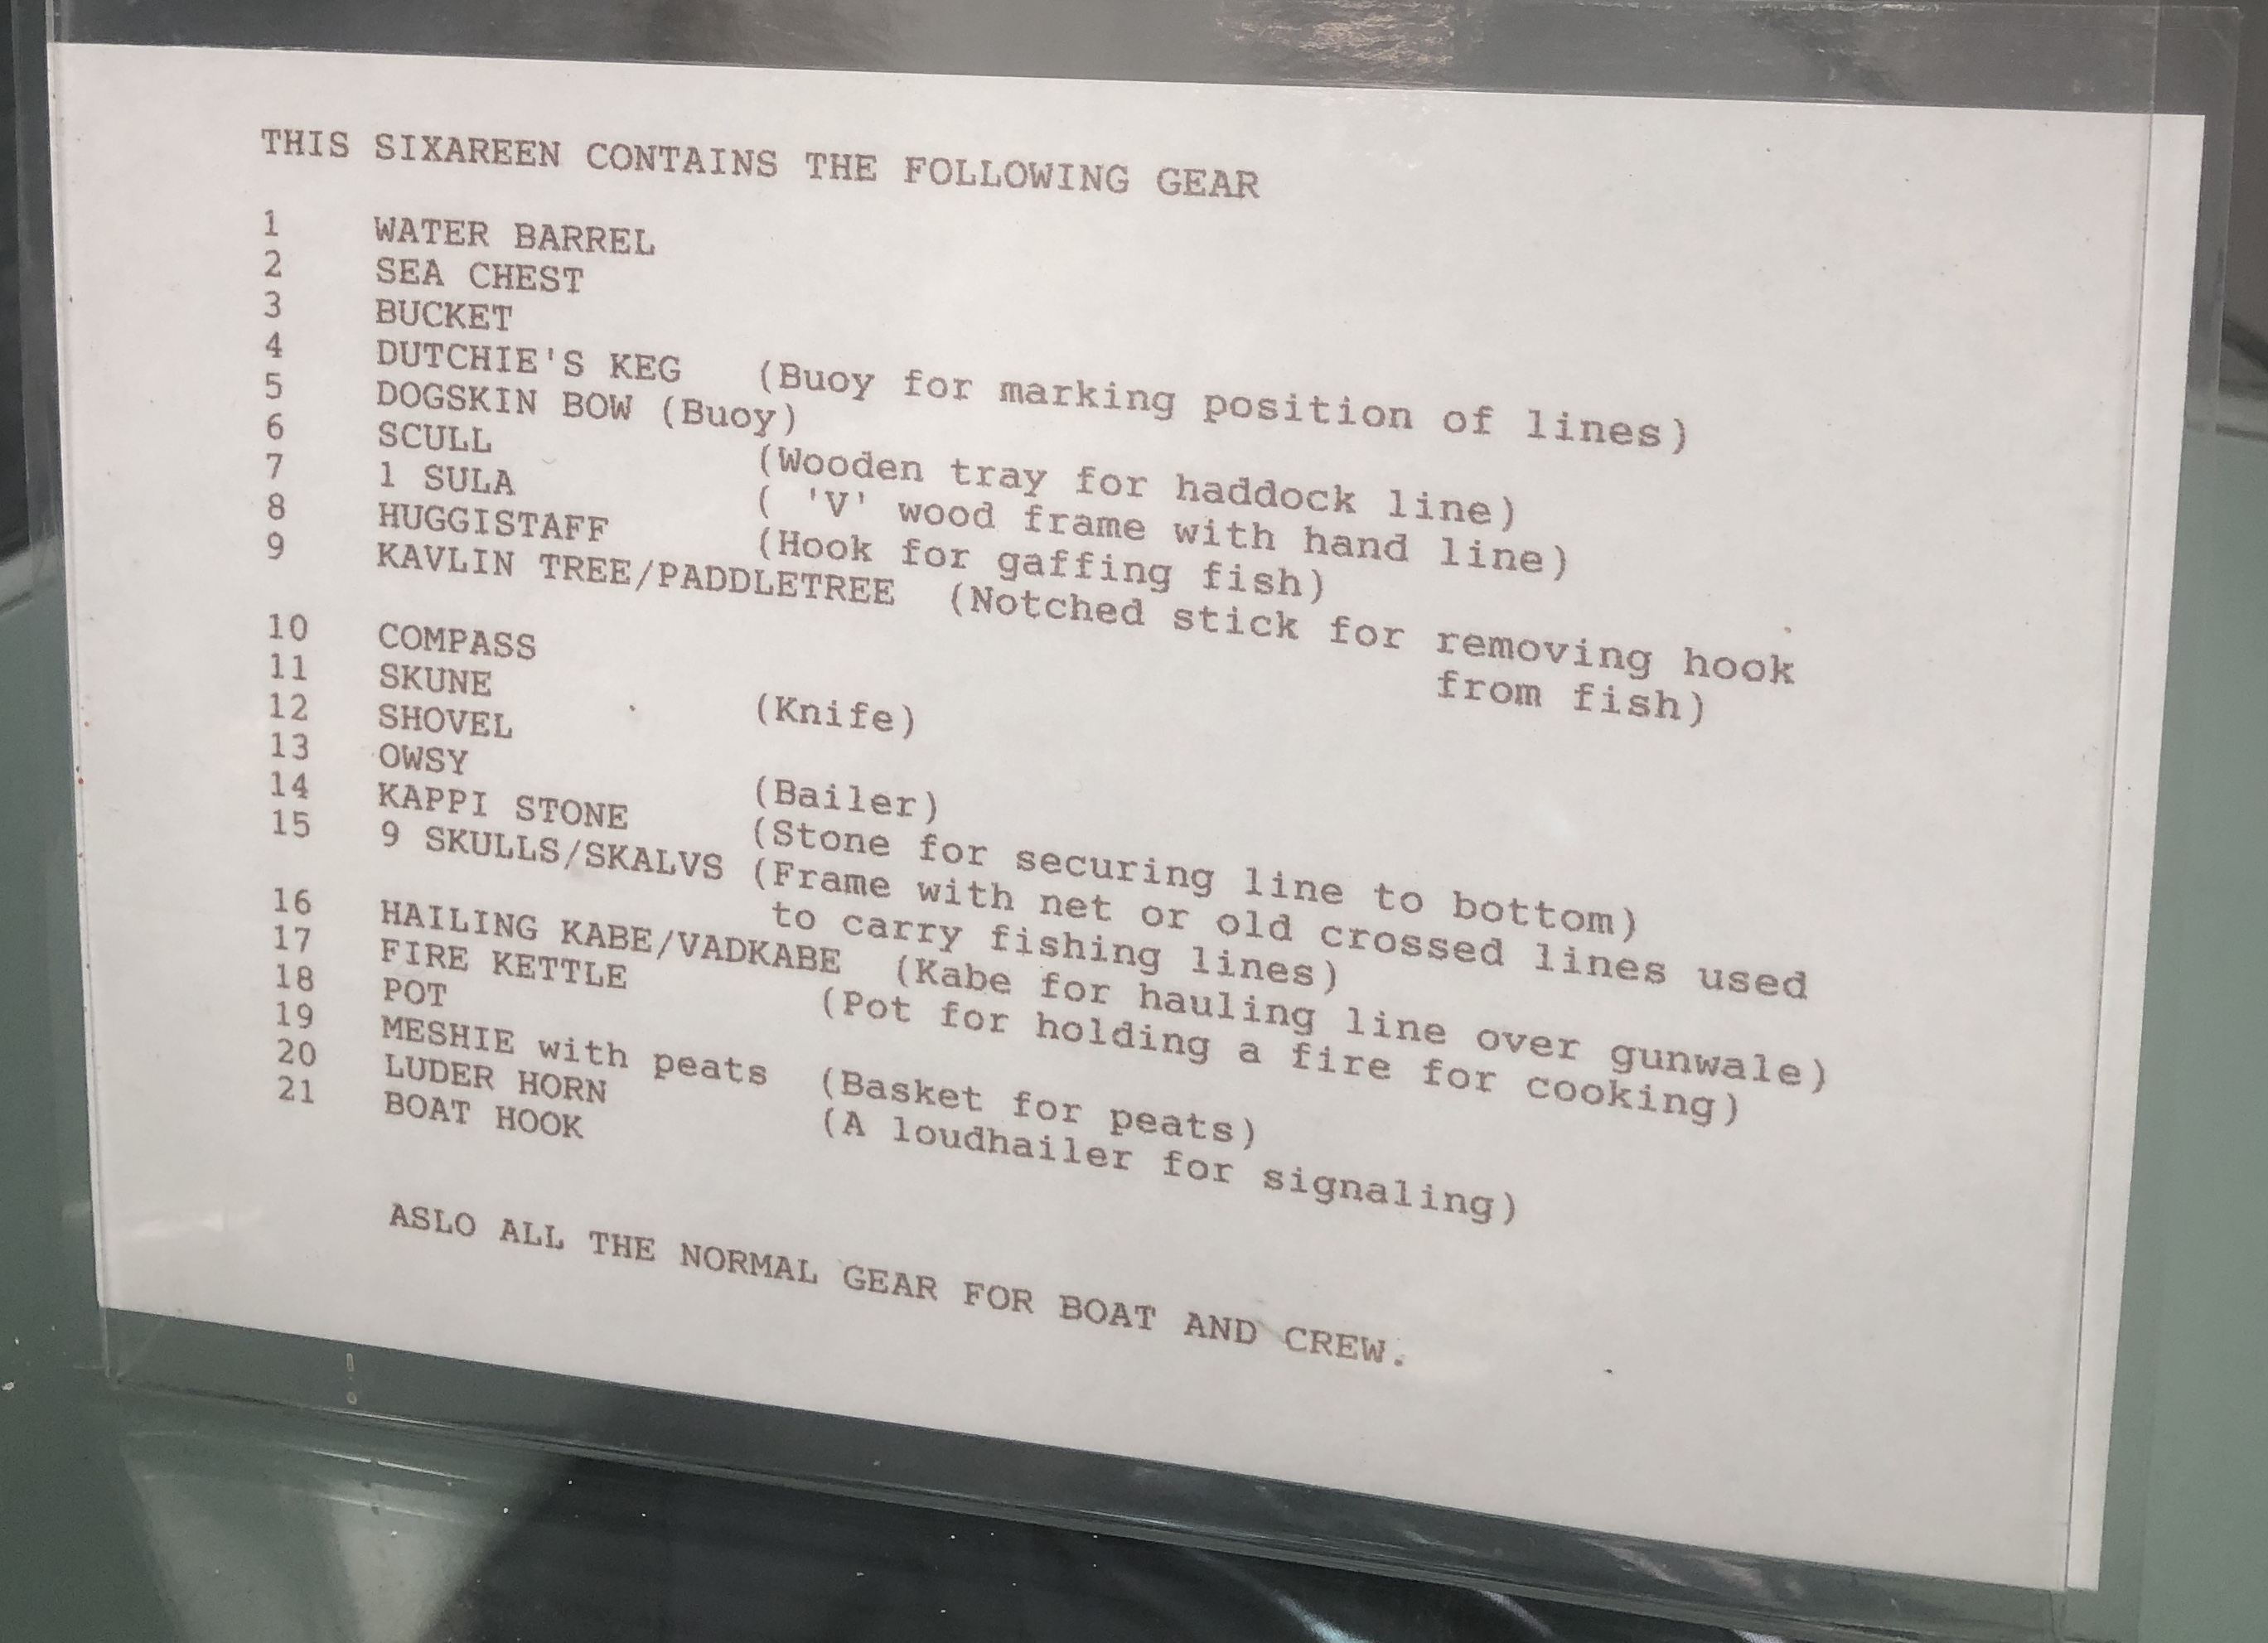 THIS SIXAREEN CONTAINS THE FOLLOWING GEAR
1 WATER BARREL
2 SEA CHEST
3 BUCKET
4 DUTCHIE'S KEG (Buoy for marking position of lines)
5 DOGSKIN BOW (Buoy)
6 SCULL (Wooden tray for haddock line)
7 1 SULA ( 'V' wood frame with hand line)
8 HUGGISTAFF (Hook for gaffing fish)
9 KAVLIN TREE/PADDLETREE (Notched stick for removing hook
from fish)
10 COMPASS
11 SKUNE (Knife)
12 SHOVEL
13 OWSY (Bailer)
14 KAPPI STONE (Stone for securing line to bottom)
15 9 SKULLS/SKALVS (Frame with net or old crossed lines used
to carry fishing lines)
16 HAILING KABE/VADKABE (Kabe for hauling line over gunwale)
17 FIRE KETTLE (Pot for holding a fire for cooking)
18 POT
19 MESHIE with peats (Basket for peats)
20 LUDER HORN (A loudhailer for signaling)
21 BOAT HOOK
ASLO ALL THE NORMAL GEAR FOR BOAT AND CREW.